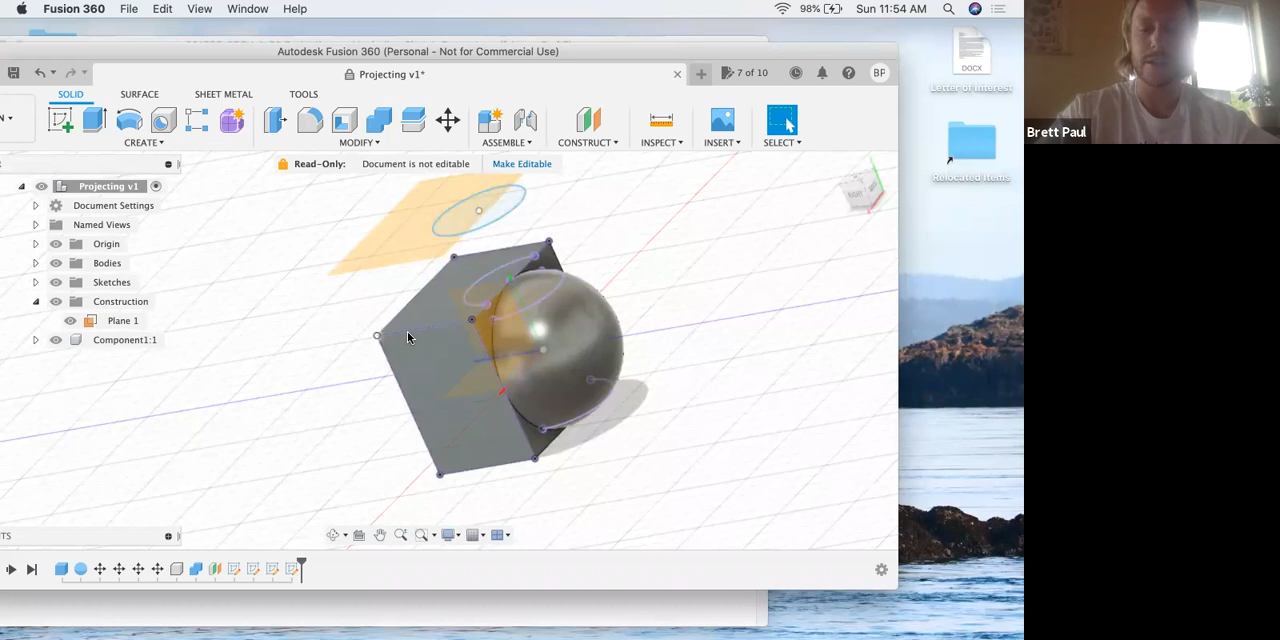 Fusion 360 File Edit View Window Help 98% Sun 11:54 AM
Autodesk Fusion 360 (Personal - Not for Commercial Use)
Projecting v1* 7 of 10 BP
SOLID SURFACE SHEET METAL TOOLS
CREATE MODIFY ASSEMBLE CONSTRUCT INSPECT INSERT SELECT
Read-Only: Document is not editable Make Editable
Projecting v1
Document Settings
Named Views
Origin
Bodies
Sketches
Construction
Plane 1
Component1:1
NTS
DOCX
Letter of interest
Relocated Items
Brett Paul